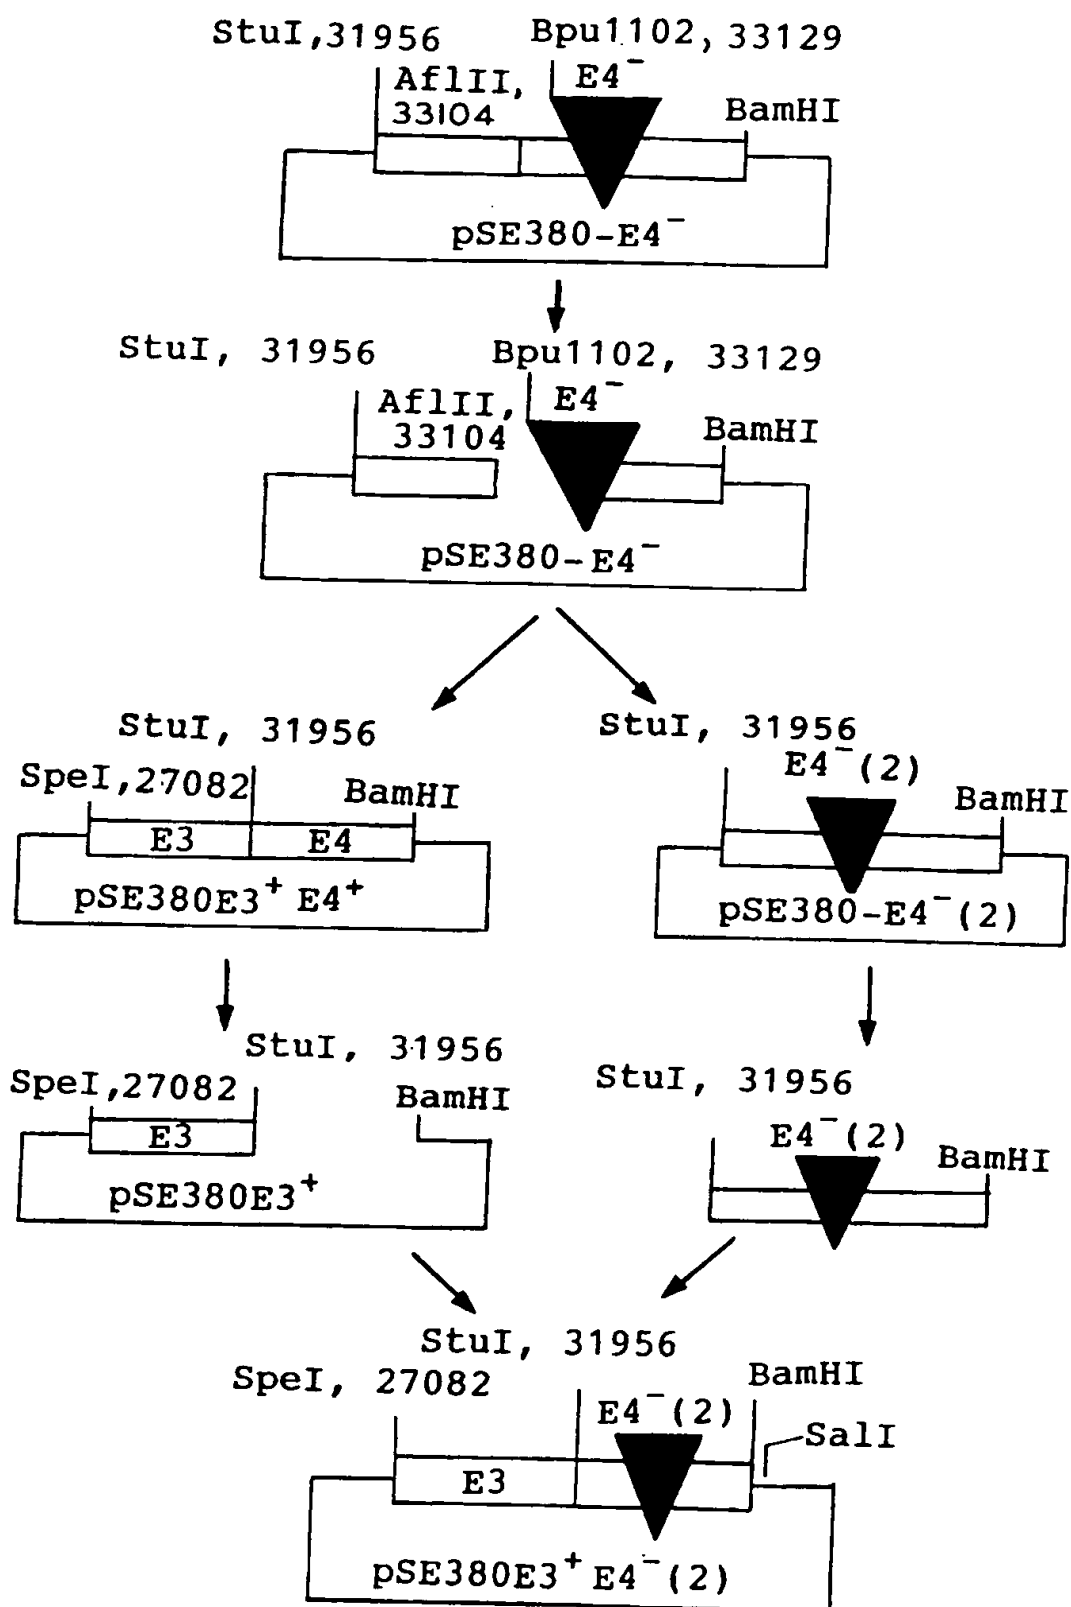 StuI,31956 Bpu1102, 33129
AflII, E4⁻
33104 BamHI
pSE380-E4⁻
StuI, 31956 Bpu1102, 33129
AflII, E4⁻
33104 BamHI
pSE380-E4⁻
StuI, 31956
SpeI,27082 BamHI
E3 E4
pSE380E3⁺ E4⁺
StuI, 31956
E4⁻(2)
BamHI
pSE380-E4⁻(2)
StuI, 31956
SpeI,27082 BamHI
E3
pSE380E3⁺
StuI, 31956
E4⁻(2) BamHI
StuI, 31956
SpeI, 27082 BamHI
E4⁻(2)
SalI
E3
pSE380E3⁺E4⁻(2)